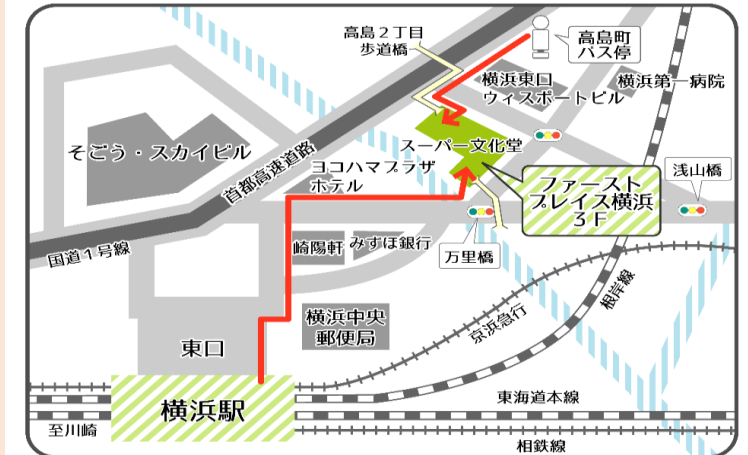 高島２丁目
歩道橋
高島町
バス停
横浜東口
ウィスポートビル
横浜第一病院
そごう・スカイビル
首都高速道路
スーパー文化堂
ヨコハマプラザ
ホテル
ファースト
プレイス横浜
３Ｆ
浅山橋
国道１号線
崎陽軒
みずほ銀行
万里橋
横浜中央
郵便局
京浜急行
根岸線
東口
横浜駅
東海道本線
至川崎
相鉄線